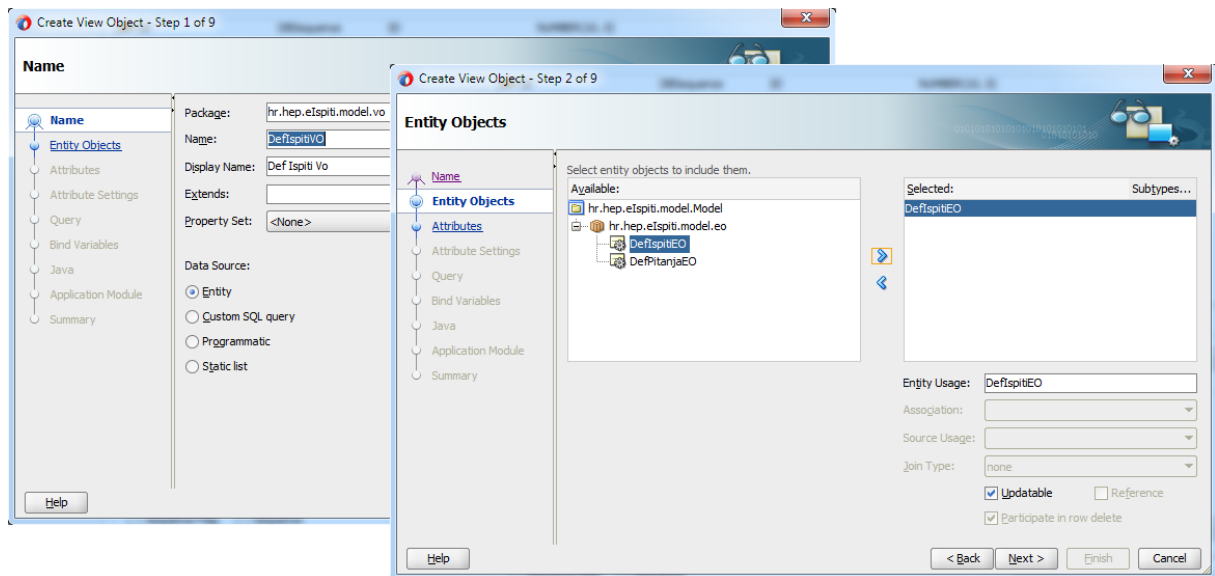 Create View Object - Step 1 of 9
Name
Name
Entity Objects
Attributes
Attribute Settings
Query
Bind Variables
Java
Application Module
Summary
Package: hr.hep.eIspiti.model.vo
Name: DefIspitiVO
Display Name: Def Ispiti Vo
Extends:
Property Set: <None>
Data Source:
Entity
Custom SQL query
Programmatic
Static list
Help
Create View Object - Step 2 of 9
Entity Objects
Name
Entity Objects
Attributes
Attribute Settings
Query
Bind Variables
Java
Application Module
Summary
Select entity objects to include them.
Available:
hr.hep.eIspiti.model.Model
hr.hep.eIspiti.model.eo
DefIspitiEO
DefPitanjaEO
Selected: Subtypes...
DefIspitiEO
Entity Usage: DefIspitiEO
Association:
Source Usage:
Join Type: none
Updatable Reference
Participate in row delete
Help < Back Next > Finish Cancel